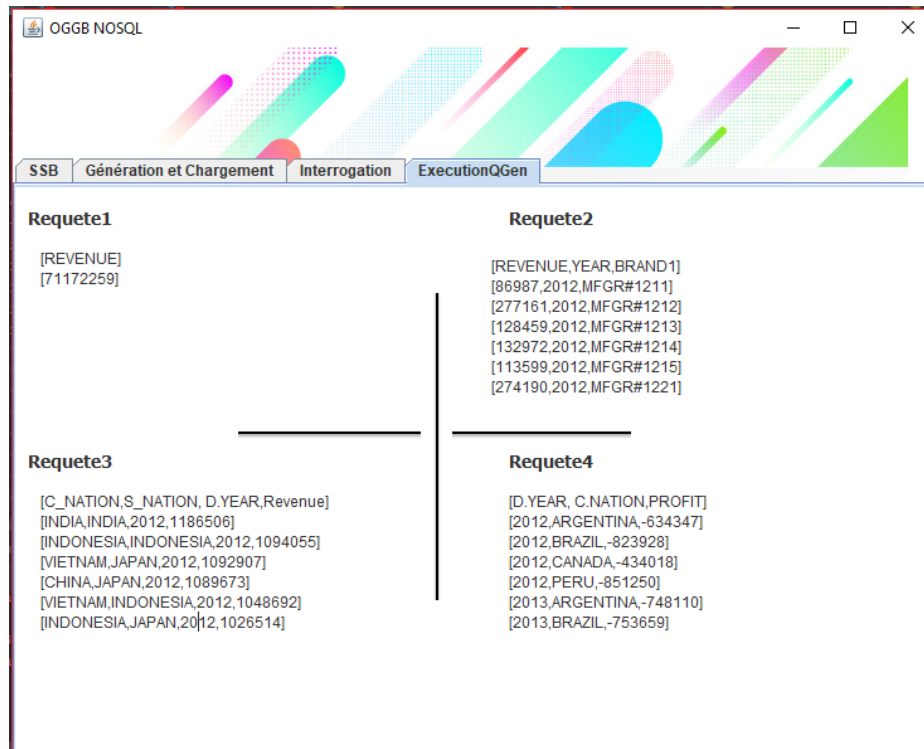 OGGB NOSQL
SSB Génération et Chargement Interrogation ExecutionQGen
Requete1
[REVENUE]
[71172259]
Requete2
[REVENUE,YEAR,BRAND1]
[86987,2012,MFGR#1211]
[277161,2012,MFGR#1212]
[128459,2012,MFGR#1213]
[132972,2012,MFGR#1214]
[113599,2012,MFGR#1215]
[274190,2012,MFGR#1221]
Requete3
[C_NATION,S_NATION, D.YEAR,Revenue]
[INDIA,INDIA,2012,1186506]
[INDONESIA,INDONESIA,2012,1094055]
[VIETNAM,JAPAN,2012,1092907]
[CHINA,JAPAN,2012,1089673]
[VIETNAM,INDONESIA,2012,1048692]
[INDONESIA,JAPAN,2012,1026514]
Requete4
[D.YEAR, C.NATION,PROFIT]
[2012,ARGENTINA,-634347]
[2012,BRAZIL,-823928]
[2012,CANADA,-434018]
[2012,PERU,-851250]
[2013,ARGENTINA,-748110]
[2013,BRAZIL,-753659]